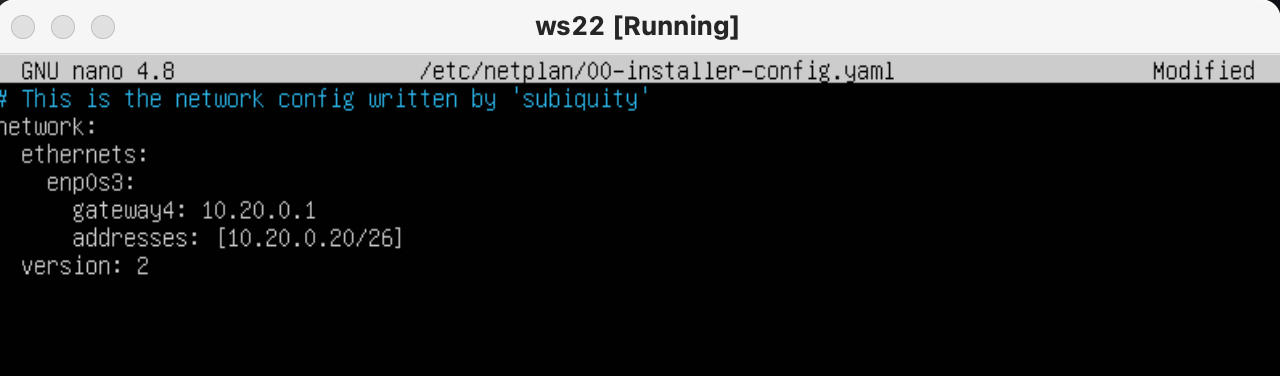 ws22 [Running]
GNU nano 4.8 /etc/netplan/00-installer-config.yaml Modified
# This is the network config written by 'subiquity'
network:
  ethernets:
    enp0s3:
      gateway4: 10.20.0.1
      addresses: [10.20.0.20/26]
  version: 2